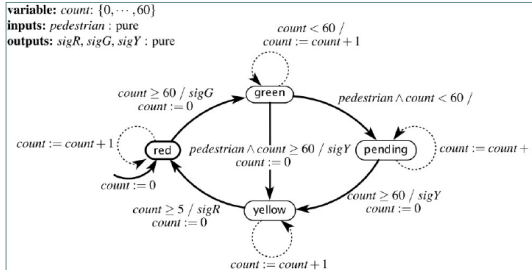 variable: count: {0, ··· , 60}
inputs: pedestrian : pure
outputs: sigR, sigG, sigY : pure
count < 60 /
count := count + 1
count ≥ 60 / sigG
count := 0
green
pedestrian ∧ count < 60 /
count := count + 1
red
pedestrian ∧ count ≥ 60 / sigY
count := 0
pending
count := count +
count := 0
count ≥ 5 / sigR
count := 0
yellow
count ≥ 60 / sigY
count := 0
count := count + 1